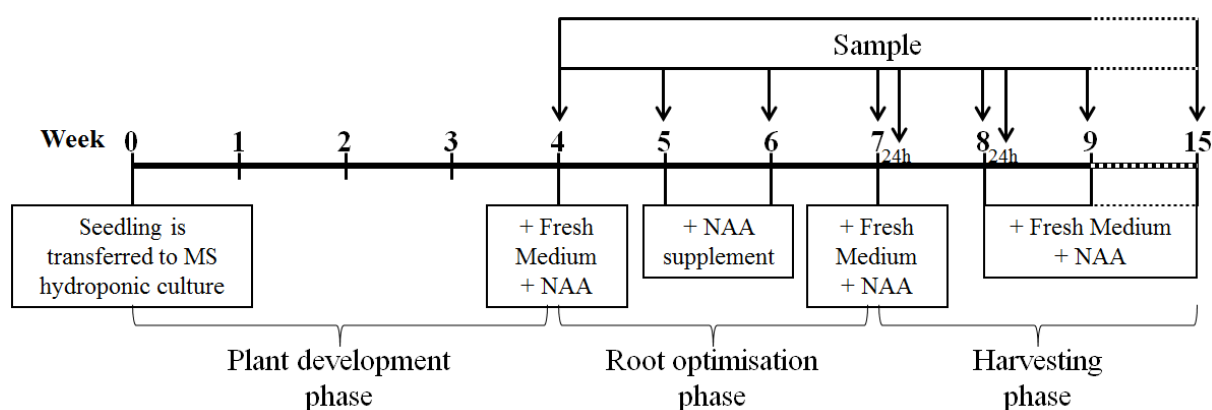 Sample
Week 0 1 2 3 4 5 6 7 8 9 15
24h 24h
Seedling is
transferred to MS
hydroponic culture
+ Fresh
Medium
+ NAA
+ NAA
supplement
+ Fresh
Medium
+ NAA
+ Fresh Medium
+ NAA
Plant development
phase
Root optimisation
phase
Harvesting
phase